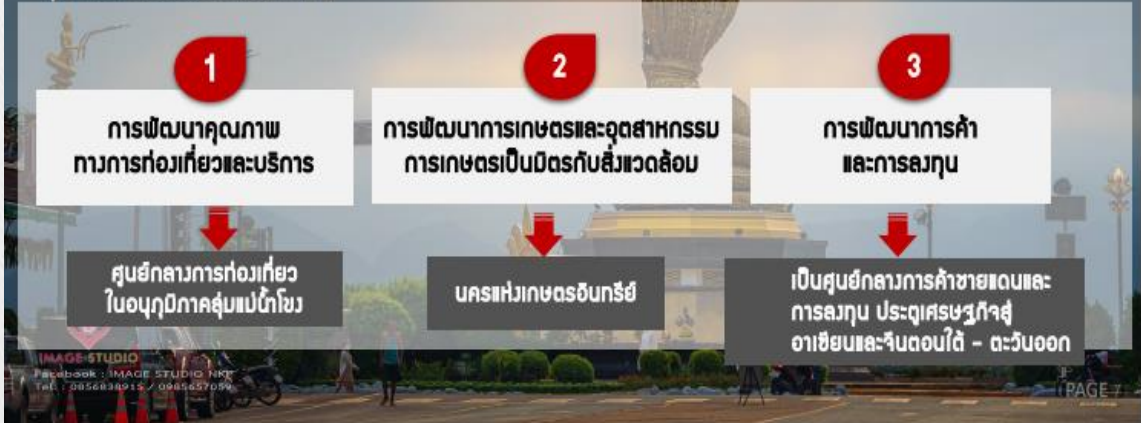 1
การพัฒนาคุณภาพ
ทางการท่องเที่ยวและบริการ
ศูนย์กลางการท่องเที่ยว
ในอนุภูมิภาคลุ่มแม่น้ำโขง
2
การพัฒนาการเกษตรและอุตสาหกรรม
การเกษตรเป็นมิตรกับสิ่งแวดล้อม
นครแห่งเกษตรอินทรีย์
3
การพัฒนาการค้า
และการลงทุน
เป็นศูนย์กลางการค้าชายแดนและ
การลงทุน ประตูเศรษฐกิจสู่
อาเซียนและจีนตอนใต้ - ตะวันออก
IMAGE STUDIO
Facebook : IMAGE STUDIO NKP
Tel. : 0856838915 / 0985657059
PAGE 7